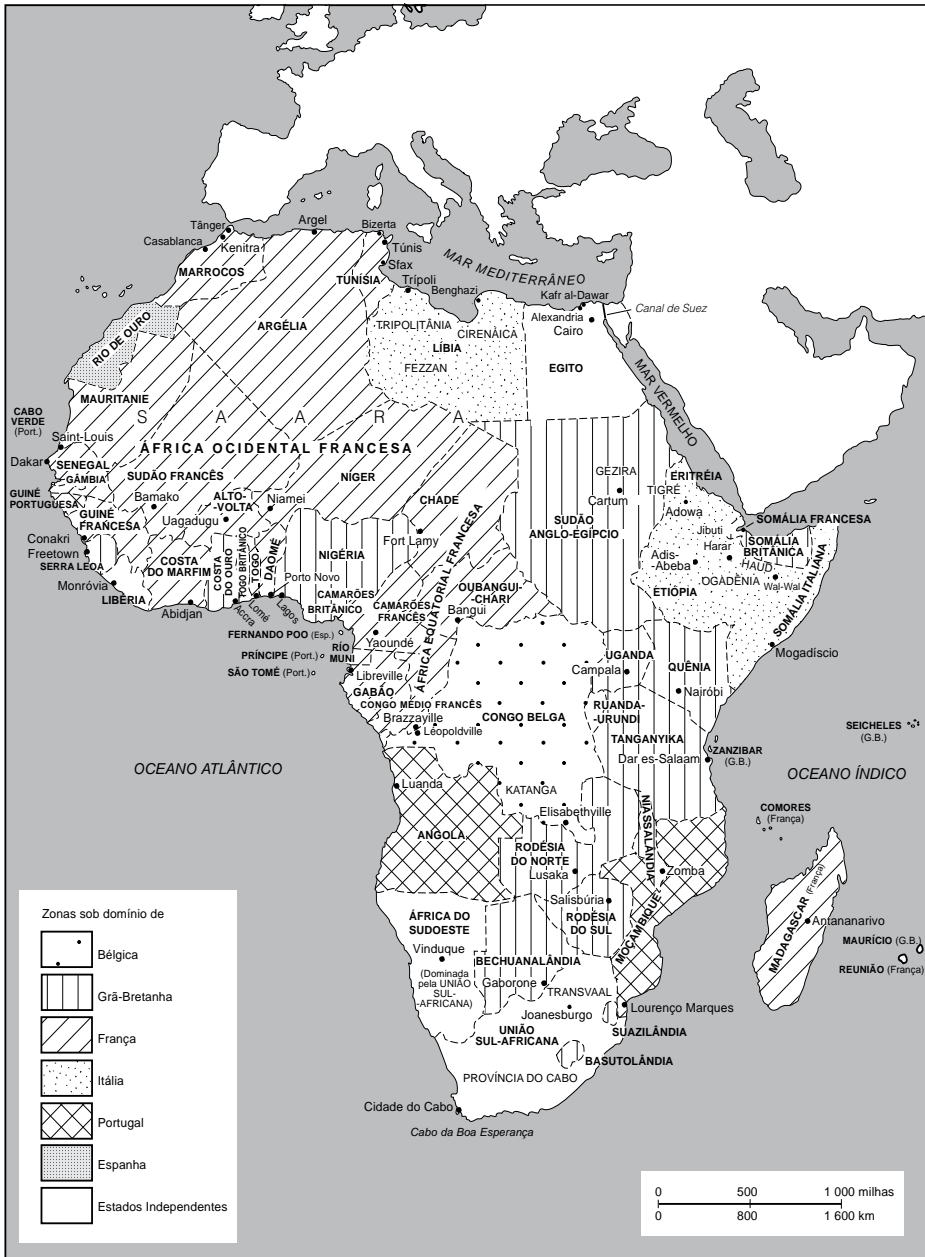 Tânger
Casablanca
Kenitra
MARROCOS
Argel
Bizerta
Túnis
Sfax
TUNÍSIA
Trípoli
Benghazi
MAR MEDITERRÂNEO
Kafr al-Dawar
Alexandria
Cairo
Canal de Suez
RIO DE OURO
ARGÉLIA
TRIPOLITÂNIA
CIRENAICA
LÍBIA
FEZZAN
EGITO
MAR VERMELHO
MAURITANIE
S A A R A
CABO
VERDE
(Port.)
Saint-Louis
Dakar
SENEGAL
GÂMBIA
ÁFRICA OCIDENTAL FRANCESA
SUDÃO FRANCÊS
NIGER
CHADE
GUINÉ
PORTUGUESA
GUINÉ
FRANCESA
Bamako
ALTO-
-VOLTA
Niamei
Uagadugu
Fort Lamy
GEZIRA
Cartum
SUDÃO
ANGLO-EGÍPCIO
ERITRÉIA
TIGRÉ
Adowa
Jibuti
SOMÁLIA FRANCESA
Harar
SOMÁLIA
BRITÂNICA
HAUD
Adis-
-Abeba
OGADÊNIA
Wal-Wal
ETIÓPIA
SOMÁLIA ITALIANA
Mogadíscio
Conakri
Freetown
SERRA LEOA
Monróvia
LIBÉRIA
COSTA
DO MARFIM
Abidjan
COSTA
DO OURO
TOGO BRITÂNICO
TOGO
DAOMÉ
Accra
Lomé
Lagos
Porto Novo
NIGÉRIA
CAMARÕES
BRITÂNICO
CAMARÕES
FRANCÊS
ÁFRICA EQUATORIAL FRANCESA
OUBANGUI-
-CHARI
Bangui
FERNANDO POO (Esp.)
RÍO
MUNI
Yaoundé
PRÍNCIPE (Port.)
SÃO TOMÉ (Port.)
Libreville
GABÃO
CONGO MÉDIO FRANCÊS
Brazzaville
Léopoldville
CONGO BELGA
UGANDA
Campala
QUÊNIA
Nairóbi
RUANDA-
-URUNDI
TANGANYIKA
Dar es-Salaam
ZANZIBAR
(G.B.)
SEICHELES
(G.B.)
OCEANO ATLÂNTICO
OCEANO ÍNDICO
Luanda
KATANGA
Elisabethville
ANGOLA
RODÉSIA
DO NORTE
Lusaka
NIASSALÂNDIA
Zomba
COMORES
(França)
Salisbúria
RODÉSIA
DO SUL
MOÇAMBIQUE
MADAGASCAR (França)
Antananarivo
MAURÍCIO (G.B.)
REUNIÃO (França)
ÁFRICA DO
SUDOESTE
Vinduque
(Dominada
pela UNIÃO
SUL-
-AFRICANA)
BECHUANALÂNDIA
Gaborone
TRANSVAAL
Joanesburgo
Lourenço Marques
SUAZILÂNDIA
UNIÃO
SUL-AFRICANA
BASUTOLÂNDIA
PROVÍNCIA DO CABO
Cidade do Cabo
Cabo da Boa Esperança
Zonas sob domínio de
Bélgica
Grã-Bretanha
França
Itália
Portugal
Espanha
Estados Independentes
0 500 1 000 milhas
0 800 1 600 km